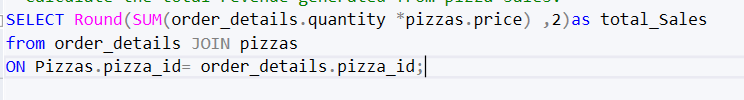 calculate the total revenue generated from pizza sales.
SELECT Round(SUM(order_details.quantity *pizzas.price) ,2)as total_Sales
from order_details JOIN pizzas
ON Pizzas.pizza_id= order_details.pizza_id;